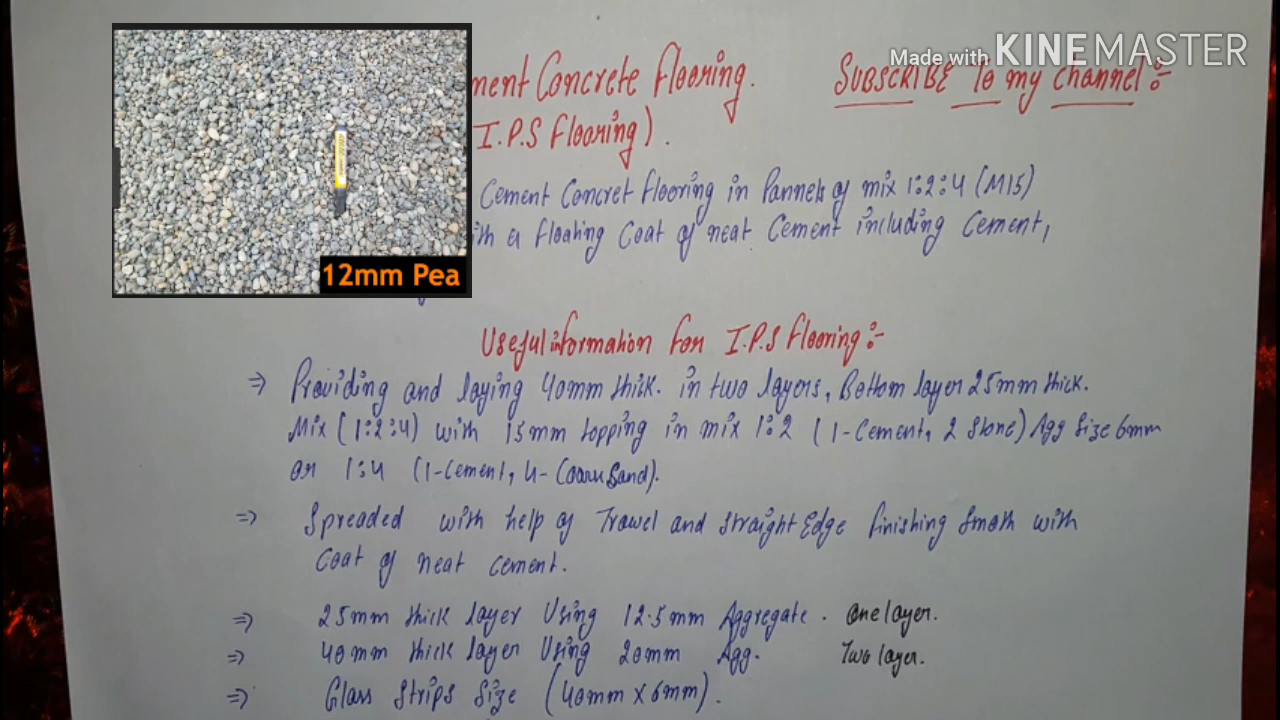 Made with KINEMASTER
ment Concrete flooring.
SUBSCRIBE To my channel:-
I.P.S flooring).
Cement Concret flooring in Pannels of mix 1:2:4 (M15)
ith a floating Coat of neat Cement including Cement,
12mm Pea
Useful information for I.P.S flooring:-
⇒ Providing and laying 40mm thick. in two layers, Bottom layer 25mm thick.
Mix (1:2:4) with 15mm topping in mix 1:2 (1-Cement, 2 Stone) Agg Size 6mm
or 1:4 (1-Cement, 4-Coarse Sand).
⇒ Spreaded with help of Trowel and straight Edge finishing Smoth with
Coat of neat cement.
⇒ 25mm thick layer Using 12.5mm Aggregate. one layer.
⇒ 40mm thick layer Using 20mm Agg. Two layer.
⇒ Glass Strips Size (40mm x 6mm).